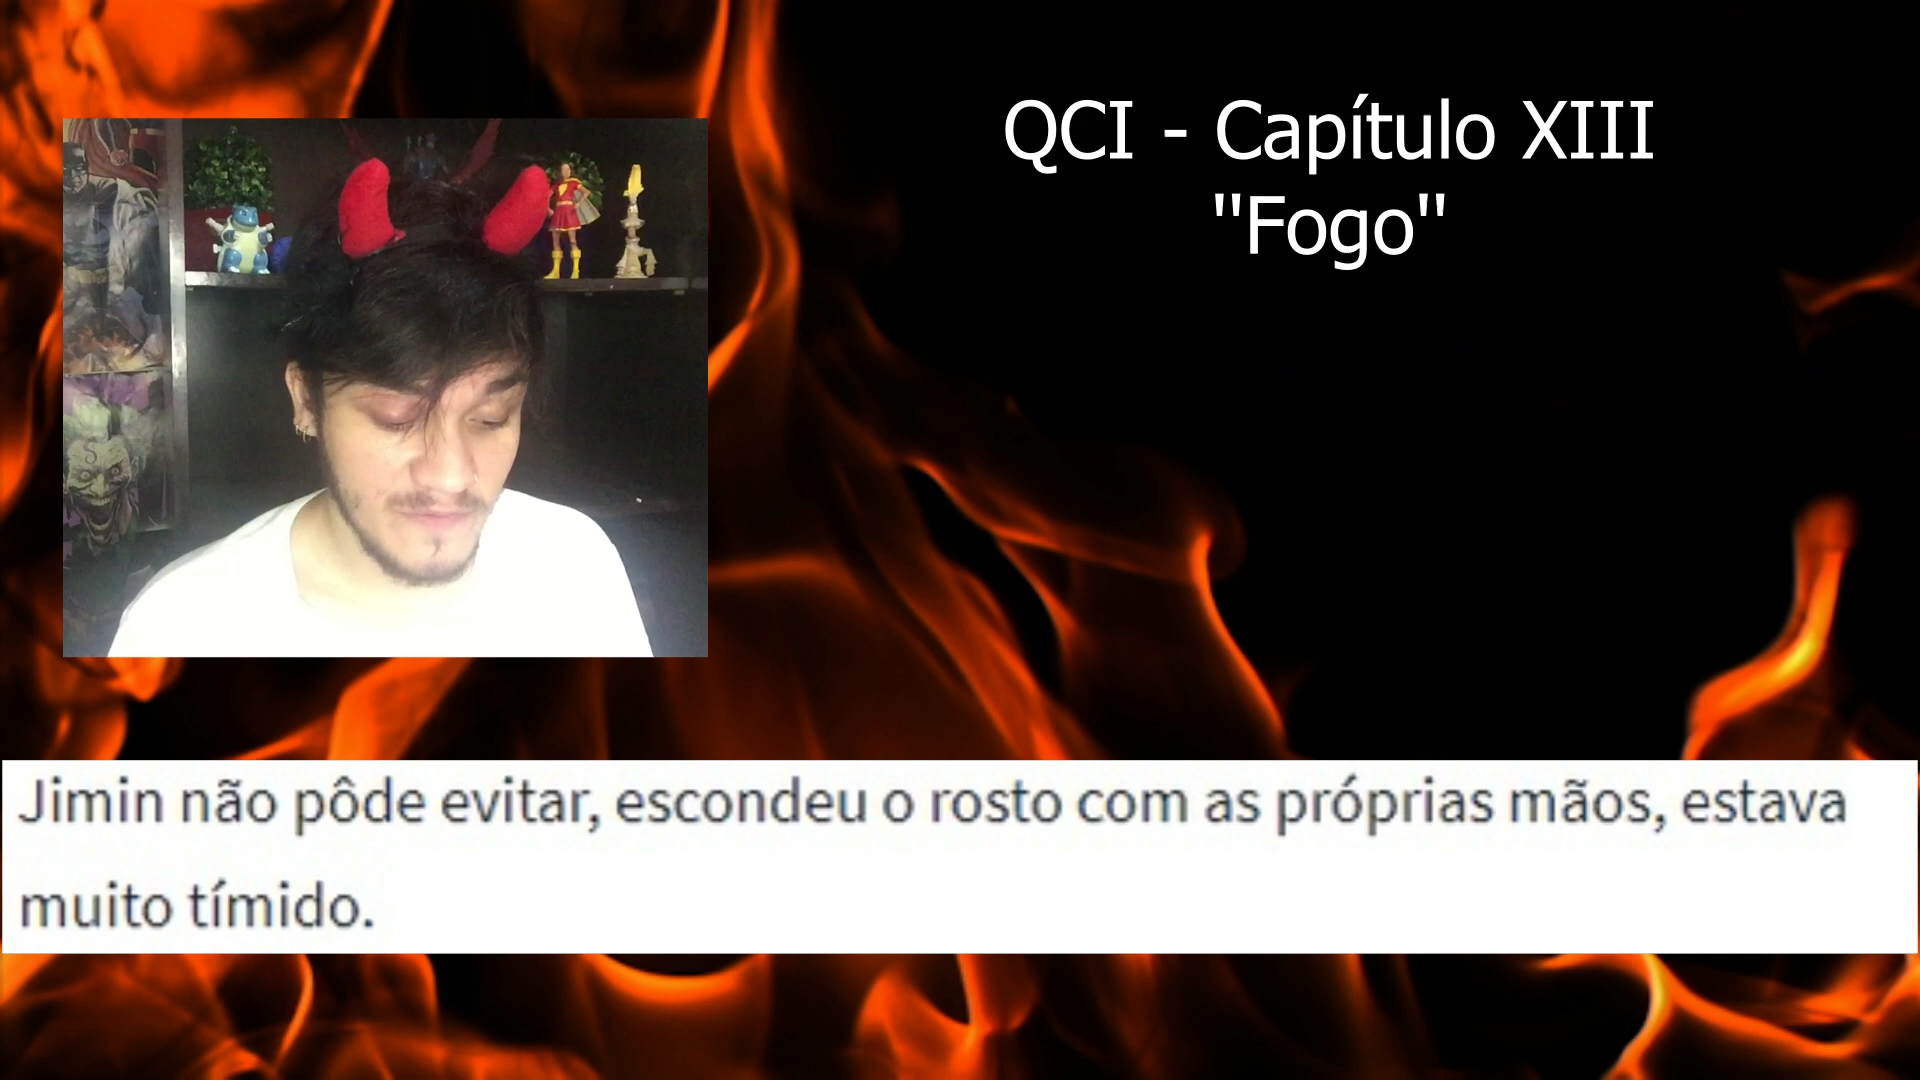 QCI - Capítulo XIII
"Fogo"
Jimin não pôde evitar, escondeu o rosto com as próprias mãos, estava
muito tímido.